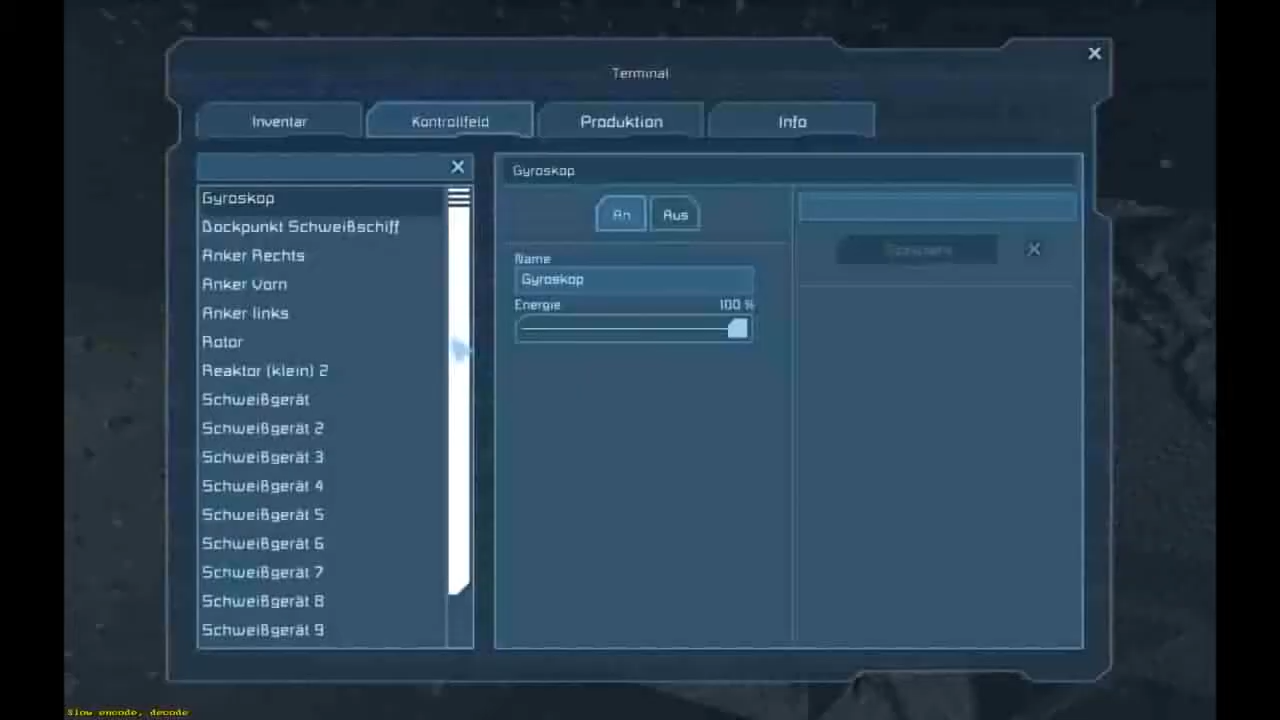 Terminal
Inventar
Kontrollfeld
Produktion
Info
Gyroskop
Dockpunkt Schweißschiff
Anker Rechts
Anker Vorn
Anker links
Rotor
Reaktor (klein) 2
Schweißgerät
Schweißgerät 2
Schweißgerät 3
Schweißgerät 4
Schweißgerät 5
Schweißgerät 6
Schweißgerät 7
Schweißgerät 8
Schweißgerät 9
Gyroskop
An
Aus
Name
Gyroskop
Energie
100 %
Slow encode, decode